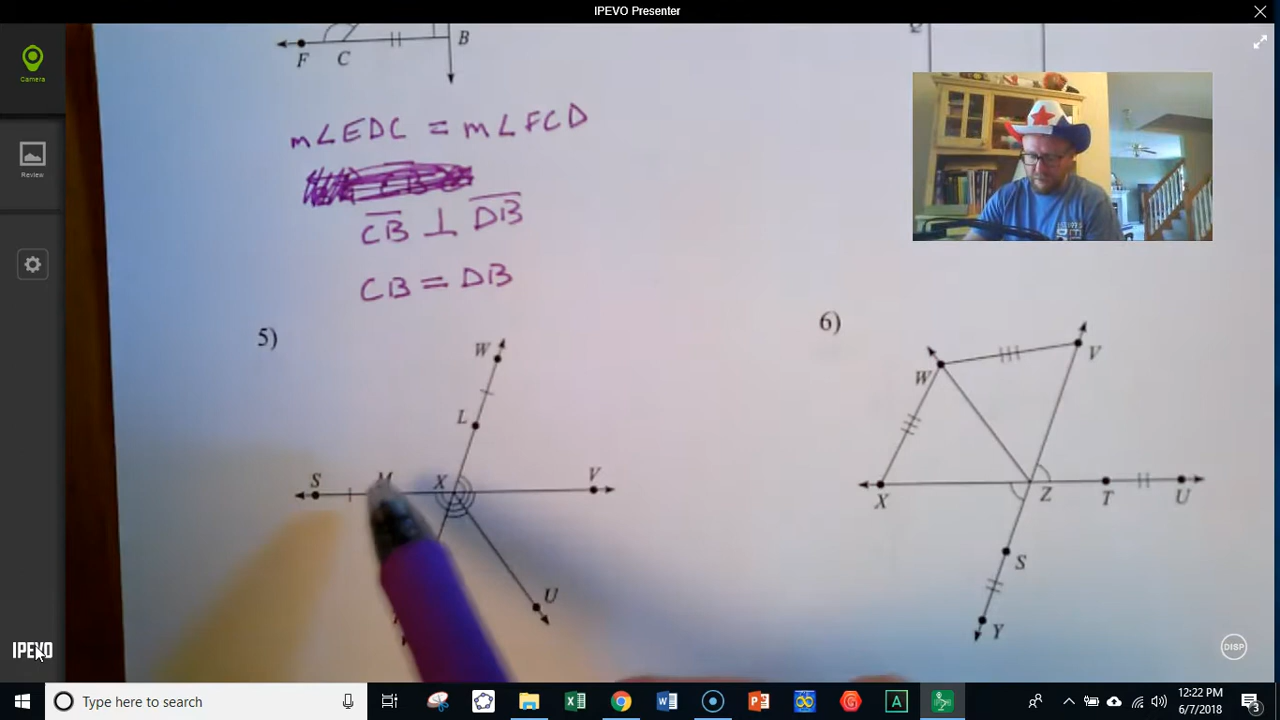 IPEVO Presenter
Camera
Review
IPEVO
F C B
m∠EDC = m∠FCD
CB ⊥ DB
CB = DB
5)
W
L
S M X V
U
6)
W V
X Z T U
S
Y
DISP
Type here to search
12:22 PM
6/7/2018
3